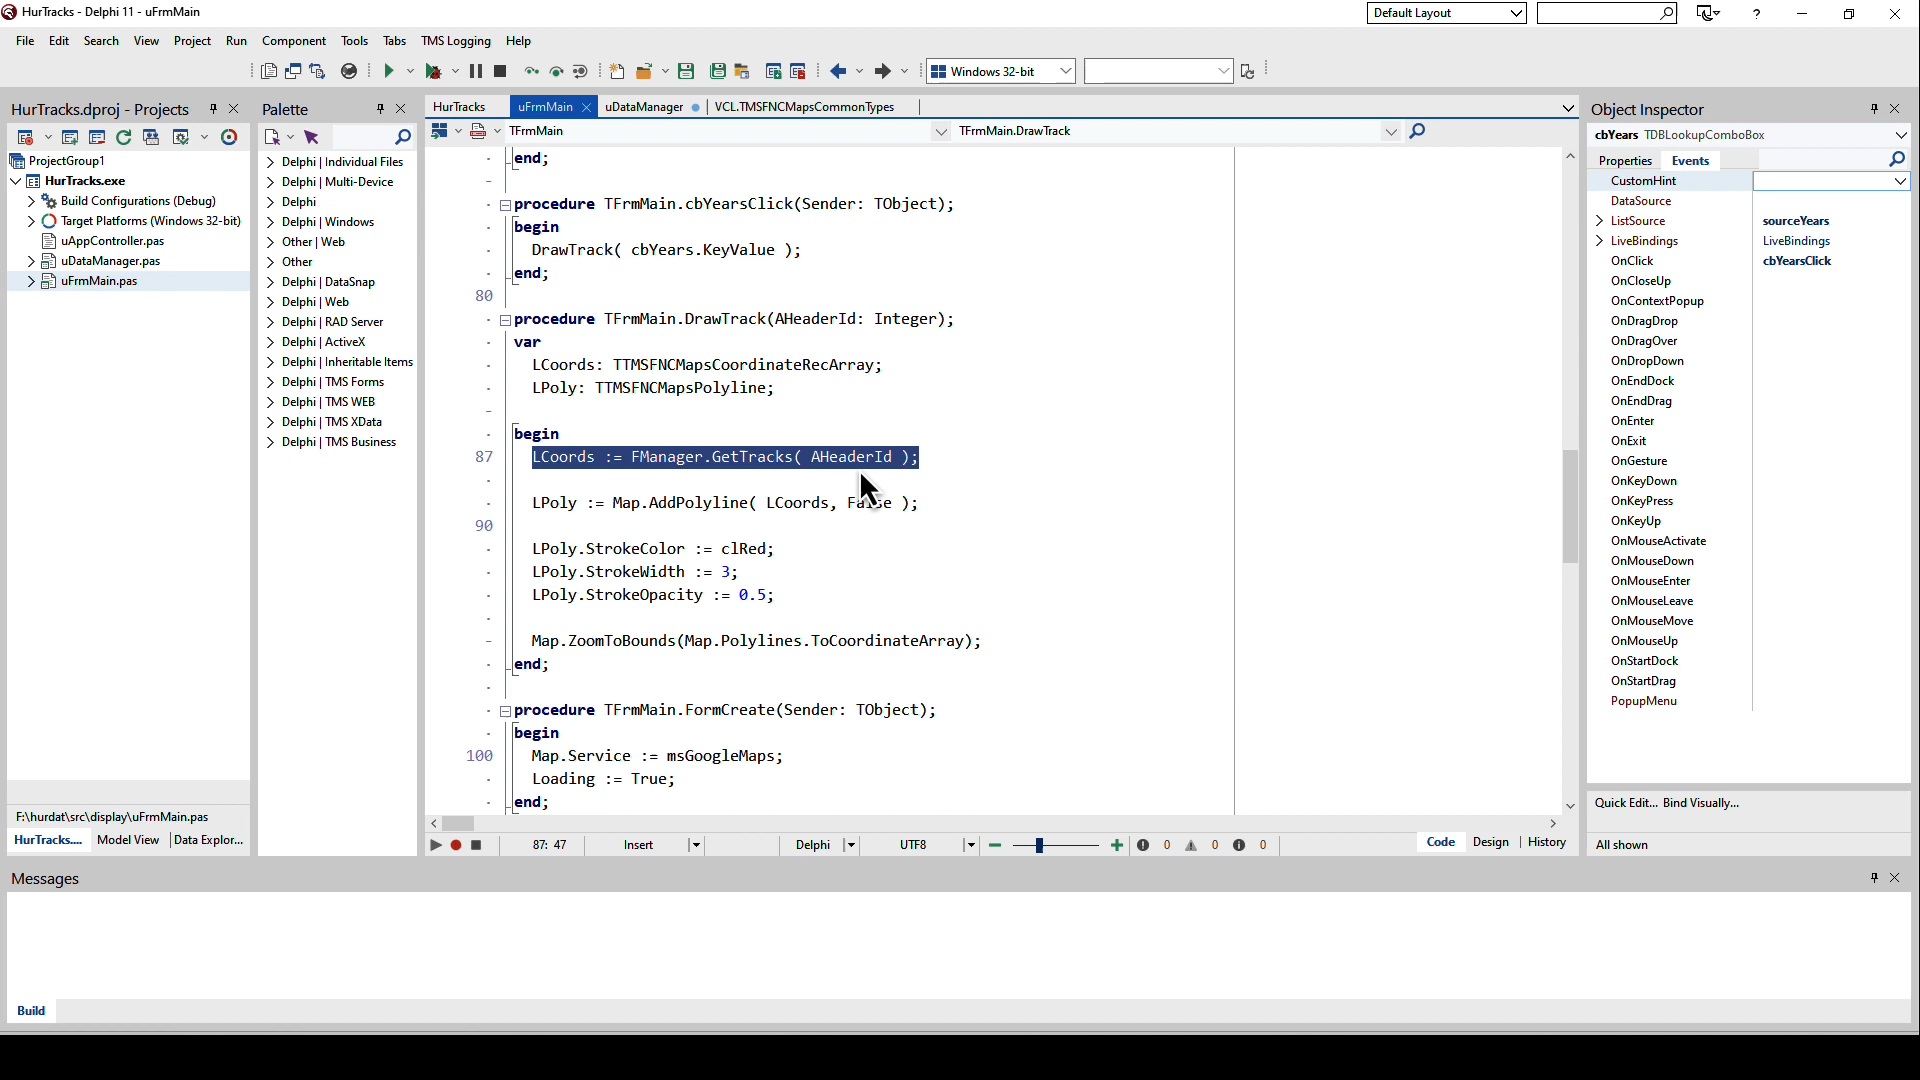 HurTracks - Delphi 11 - uFrmMain
Default Layout
File Edit Search View Project Run Component Tools Tabs TMS Logging Help
Windows 32-bit
HurTracks.dproj - Projects
ProjectGroup1
HurTracks.exe
Build Configurations (Debug)
Target Platforms (Windows 32-bit)
uAppController.pas
uDataManager.pas
uFrmMain.pas
F:\hurdat\src\display\uFrmMain.pas
HurTracks.... Model View Data Explor...
Palette
Delphi | Individual Files
Delphi | Multi-Device
Delphi
Delphi | Windows
Other | Web
Other
Delphi | DataSnap
Delphi | Web
Delphi | RAD Server
Delphi | ActiveX
Delphi | Inheritable Items
Delphi | TMS Forms
Delphi | TMS WEB
Delphi | TMS XData
Delphi | TMS Business
HurTracks uFrmMain uDataManager VCL.TMSFNCMapsCommonTypes
TFrmMain TFrmMain.DrawTrack
end;
procedure TFrmMain.cbYearsClick(Sender: TObject);
begin
DrawTrack( cbYears.KeyValue );
end;
80
procedure TFrmMain.DrawTrack(AHeaderId: Integer);
var
LCoords: TTMSFNCMapsCoordinateRecArray;
LPoly: TTMSFNCMapsPolyline;
begin
87 LCoords := FManager.GetTracks( AHeaderId );
LPoly := Map.AddPolyline( LCoords, False );
90
LPoly.StrokeColor := clRed;
LPoly.StrokeWidth := 3;
LPoly.StrokeOpacity := 0.5;
Map.ZoomToBounds(Map.Polylines.ToCoordinateArray);
end;
procedure TFrmMain.FormCreate(Sender: TObject);
begin
100 Map.Service := msGoogleMaps;
Loading := True;
end;
87: 47 Insert Delphi UTF8 0 0 0 Code Design History
Object Inspector
cbYears TDBLookupComboBox
Properties Events
CustomHint
DataSource
ListSource sourceYears
LiveBindings LiveBindings
OnClick cbYearsClick
OnCloseUp
OnContextPopup
OnDragDrop
OnDragOver
OnDropDown
OnEndDock
OnEndDrag
OnEnter
OnExit
OnGesture
OnKeyDown
OnKeyPress
OnKeyUp
OnMouseActivate
OnMouseDown
OnMouseEnter
OnMouseLeave
OnMouseMove
OnMouseUp
OnStartDock
OnStartDrag
PopupMenu
Quick Edit... Bind Visually...
All shown
Messages
Build